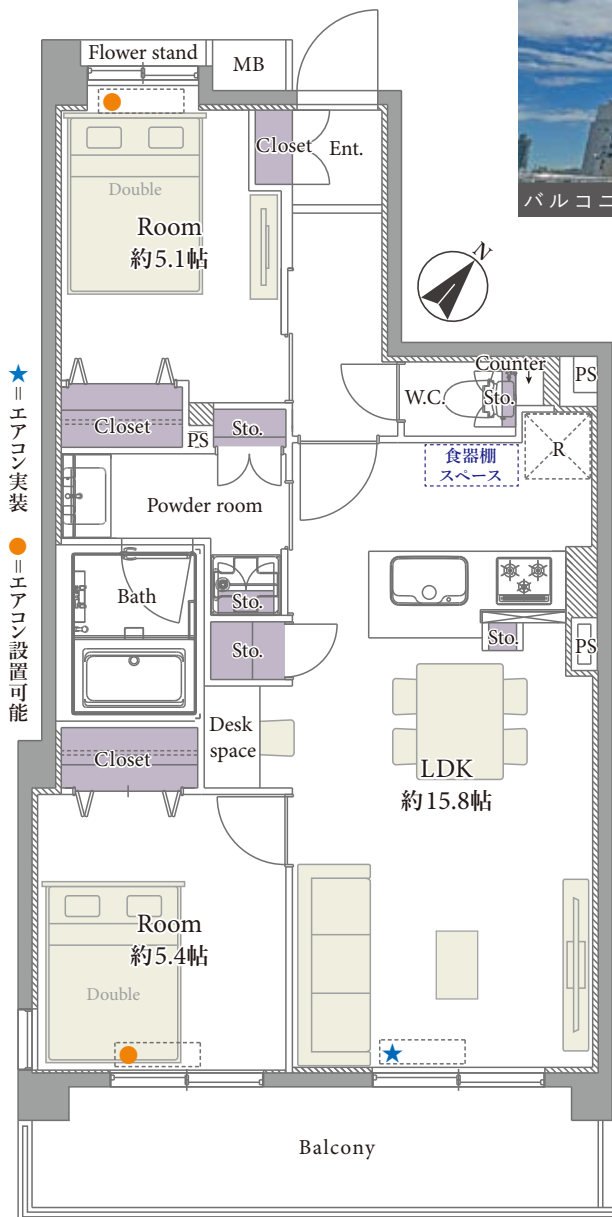 Flower stand
MB
バルコニ
Closet
Ent.
Double
Room
約5.1帖
N
Counter
PS
W.C.
Sto.
Closet
PS
Sto.
食器棚
スペース
R
Powder room
Bath
Sto.
Sto.
Sto.
PS
Desk
space
Closet
LDK
約15.8帖
Room
約5.4帖
Double
Balcony
★=エアコン実装
●=エアコン設置可能